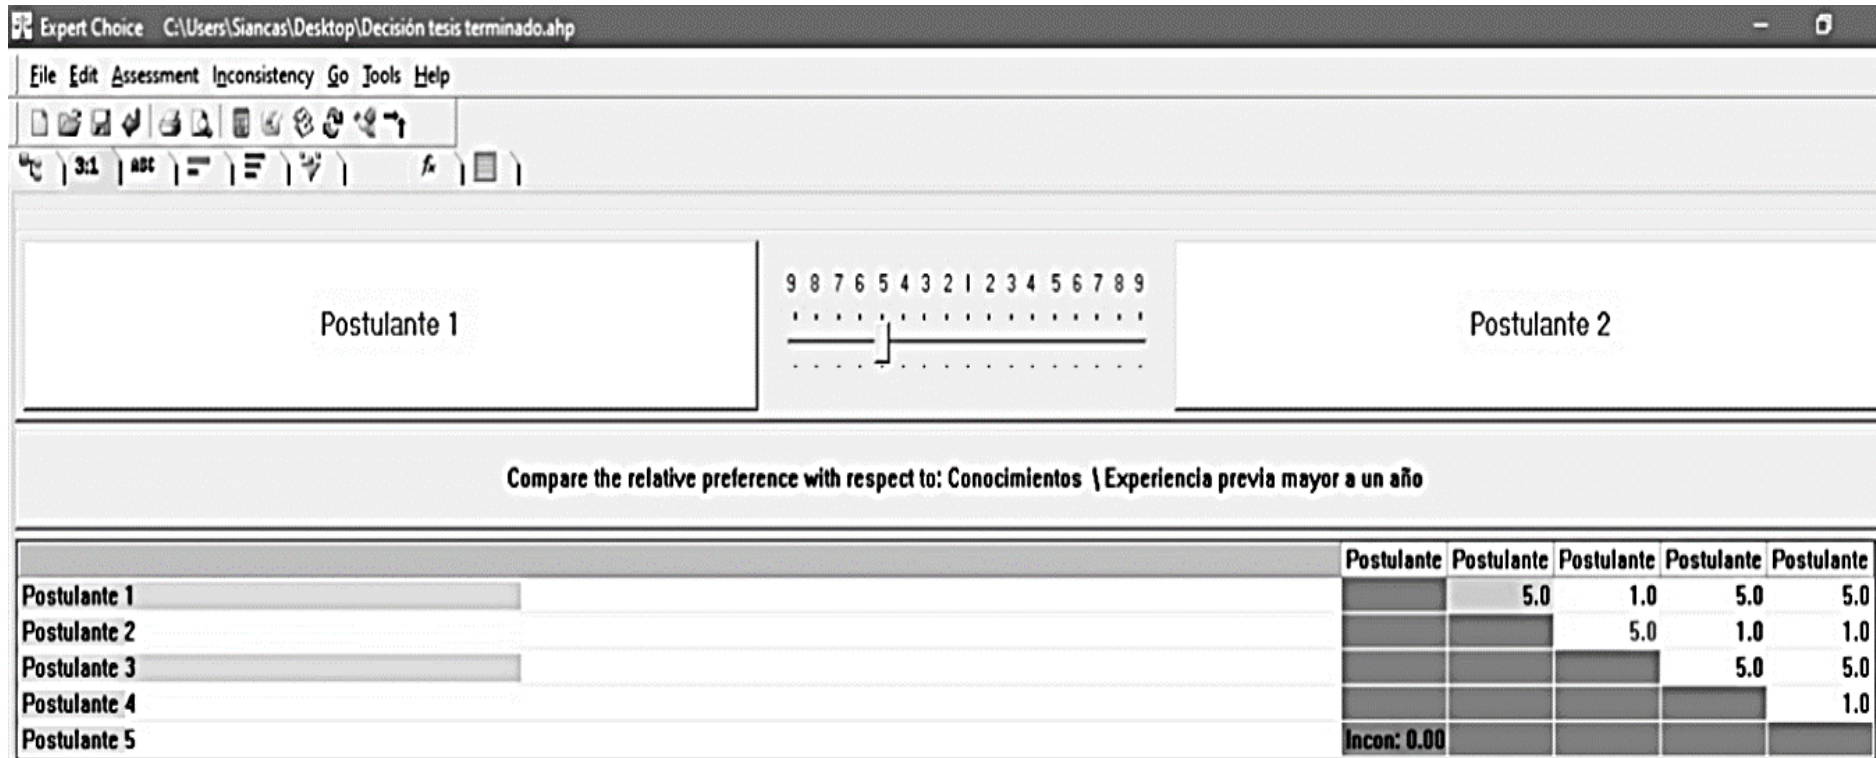 Expert Choice C:\Users\Siancas\Desktop\Decisión tesis terminado.ahp
File Edit Assessment Inconsistency Go Tools Help
3:1 ABC fx
9 8 7 6 5 4 3 2 1 2 3 4 5 6 7 8 9
Postulante 1
Postulante 2
Compare the relative preference with respect to: Conocimientos \ Experiencia previa mayor a un año
Postulante Postulante Postulante Postulante Postulante
Postulante 1 5.0 1.0 5.0 5.0
Postulante 2 5.0 1.0 1.0
Postulante 3 5.0 5.0
Postulante 4 1.0
Postulante 5 Incon: 0.00